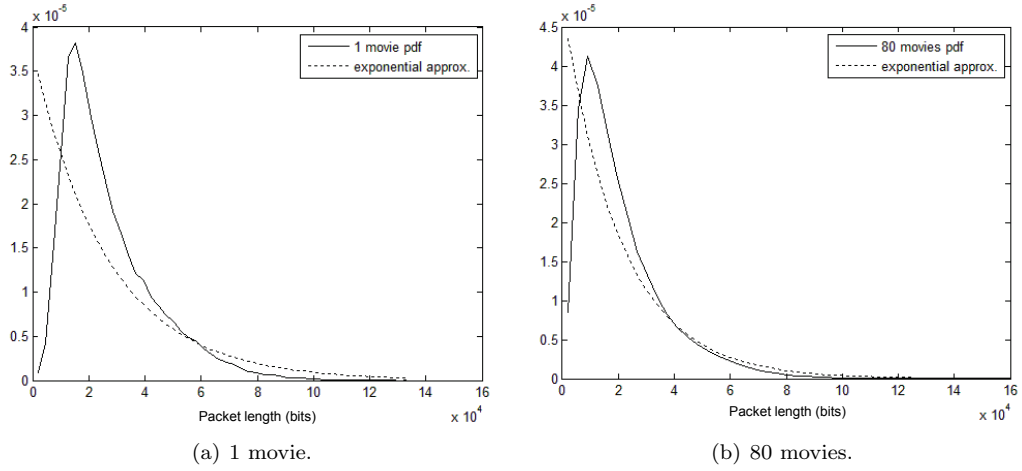 x 10^-5
4
3.5
3
2.5
2
1.5
1
0.5
0
0 2 4 6 8 10 12 14 16
x 10^4
Packet length (bits)
1 movie pdf
exponential approx.
(a) 1 movie.
x 10^-5
4.5
4
3.5
3
2.5
2
1.5
1
0.5
0
0 2 4 6 8 10 12 14 16
x 10^4
Packet length (bits)
80 movies pdf
exponential approx.
(b) 80 movies.